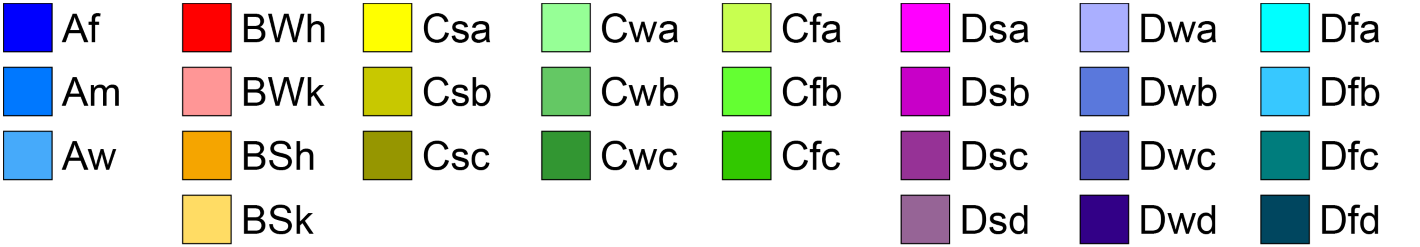 Af BWh Csa Cwa Cfa Dsa Dwa Dfa
Am BWk Csb Cwb Cfb Dsb Dwb Dfb
Aw BSh Csc Cwc Cfc Dsc Dwc Dfc
BSk Dsd Dwd Dfd